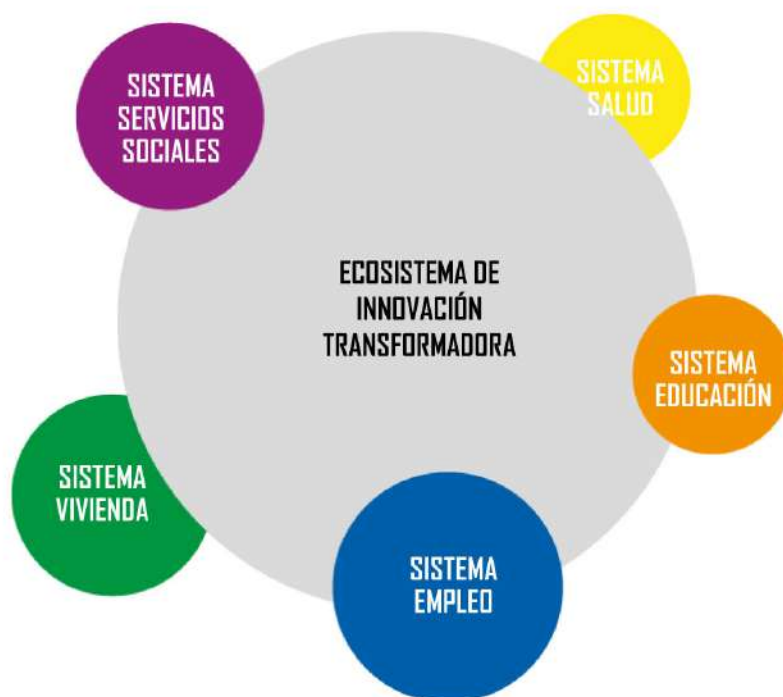 SISTEMA
SERVICIOS
SOCIALES
SISTEMA
SALUD
ECOSISTEMA DE
INNOVACIÓN
TRANSFORMADORA
SISTEMA
EDUCACIÓN
SISTEMA
VIVIENDA
SISTEMA
EMPLEO